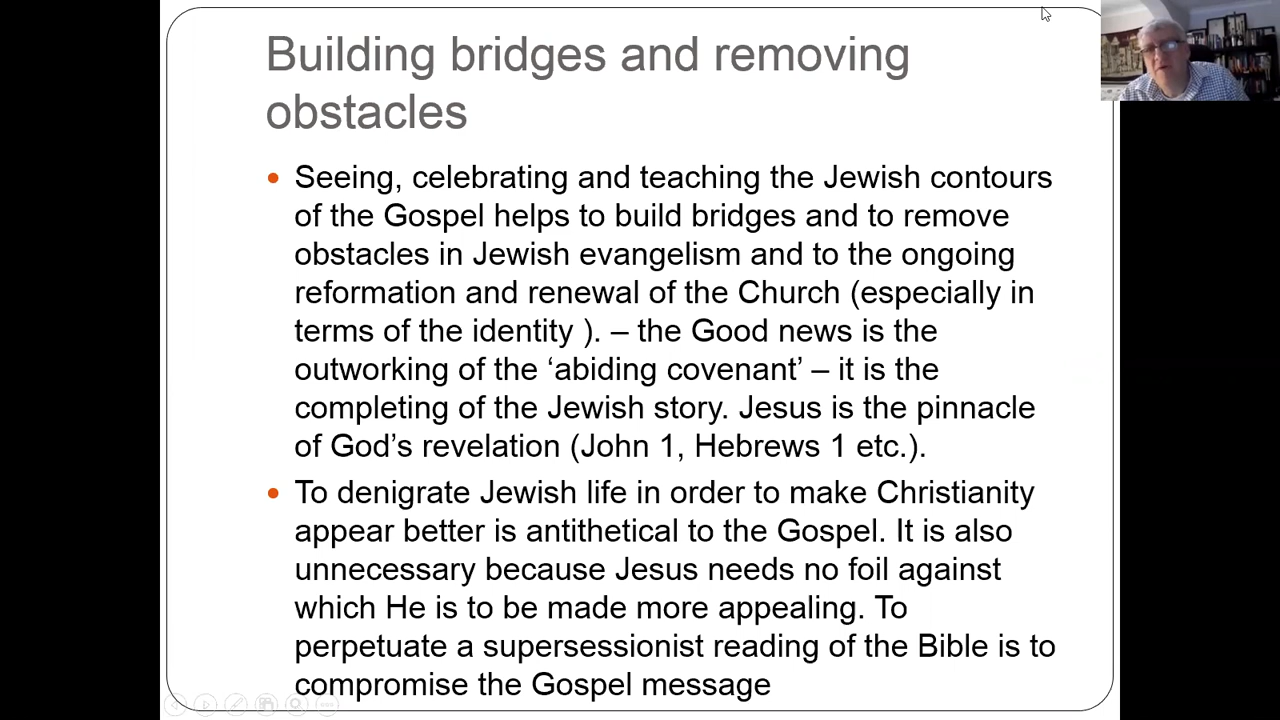 Building bridges and removing
obstacles
• Seeing, celebrating and teaching the Jewish contours
of the Gospel helps to build bridges and to remove
obstacles in Jewish evangelism and to the ongoing
reformation and renewal of the Church (especially in
terms of the identity ). – the Good news is the
outworking of the ‘abiding covenant’ – it is the
completing of the Jewish story. Jesus is the pinnacle
of God’s revelation (John 1, Hebrews 1 etc.).
• To denigrate Jewish life in order to make Christianity
appear better is antithetical to the Gospel. It is also
unnecessary because Jesus needs no foil against
which He is to be made more appealing. To
perpetuate a supersessionist reading of the Bible is to
compromise the Gospel message